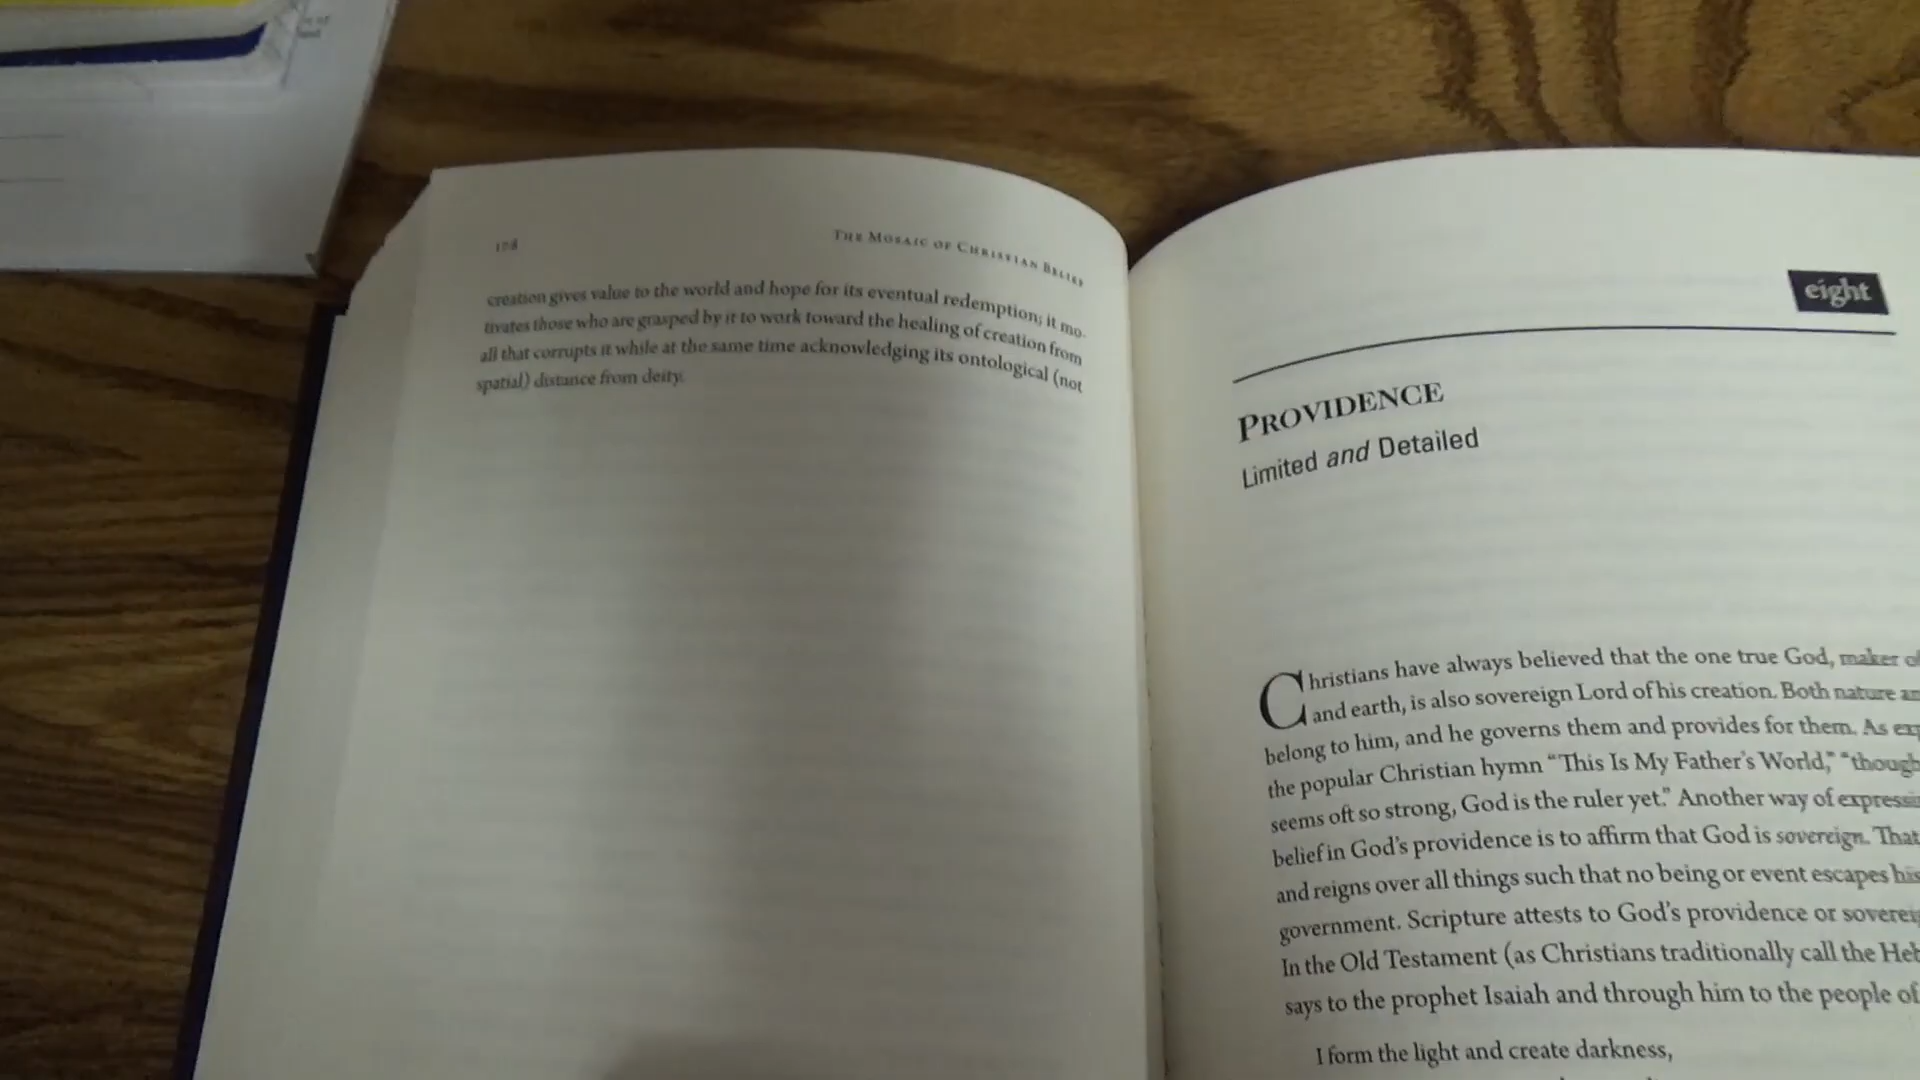 THE MOSAIC OF CHRISTIAN BELIEF
creation gives value to the world and hope for its eventual redemption; it mo-
tivates those who are grasped by it to work toward the healing of creation from
all that corrupts it while at the same time acknowledging its ontological (not
spatial) distance from deity.
eight
PROVIDENCE
Limited and Detailed
Christians have always believed that the one true God, maker of
and earth, is also sovereign Lord of his creation. Both nature
belong to him, and he governs them and provides for them. As
the popular Christian hymn “This Is My Father’s World,” “though
seems oft so strong, God is the ruler yet.” Another way of
belief in God’s providence is to affirm that God is sovereign. That
and reigns over all things such that no being or event escapes his
government. Scripture attests to God’s providence or
In the Old Testament (as Christians traditionally call the
says to the prophet Isaiah and through him to the people of
I form the light and create darkness,